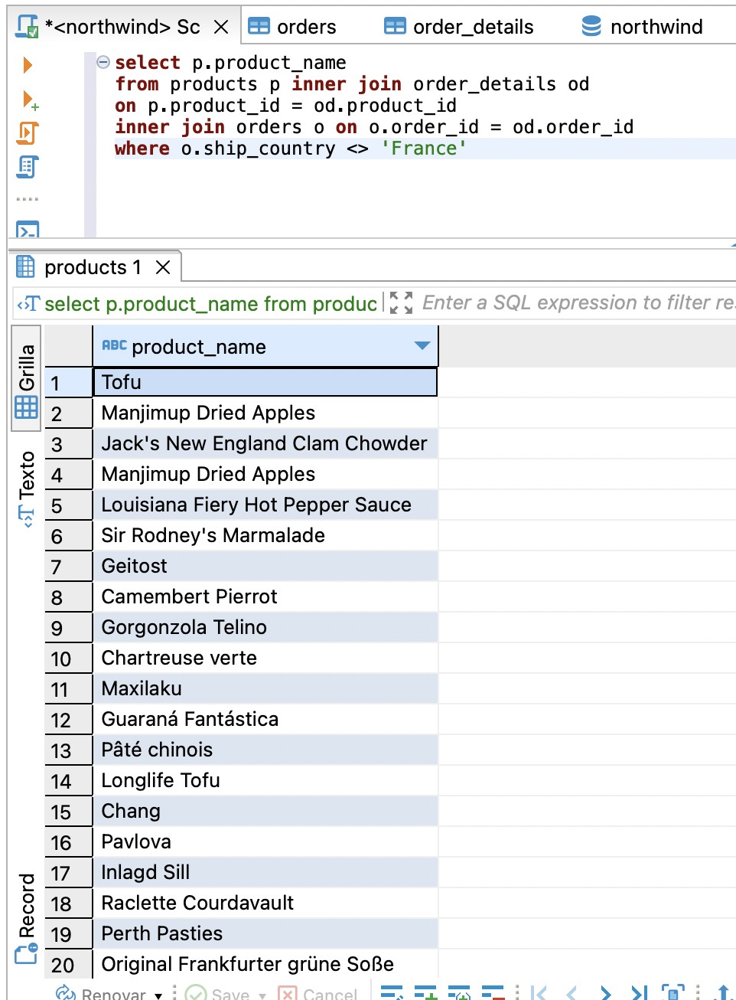 *<northwind> Sc
orders
order_details
northwind
select p.product_name
from products p inner join order_details od
on p.product_id = od.product_id
inner join orders o on o.order_id = od.order_id
where o.ship_country <> 'France'
products 1
select p.product_name from produc
Enter a SQL expression to filter res
Grilla
Texto
Record
ABC product_name
1 Tofu
2 Manjimup Dried Apples
3 Jack's New England Clam Chowder
4 Manjimup Dried Apples
5 Louisiana Fiery Hot Pepper Sauce
6 Sir Rodney's Marmalade
7 Geitost
8 Camembert Pierrot
9 Gorgonzola Telino
10 Chartreuse verte
11 Maxilaku
12 Guaraná Fantástica
13 Pâté chinois
14 Longlife Tofu
15 Chang
16 Pavlova
17 Inlagd Sill
18 Raclette Courdavault
19 Perth Pasties
20 Original Frankfurter grüne Soße
Renovar
Save
Cancel